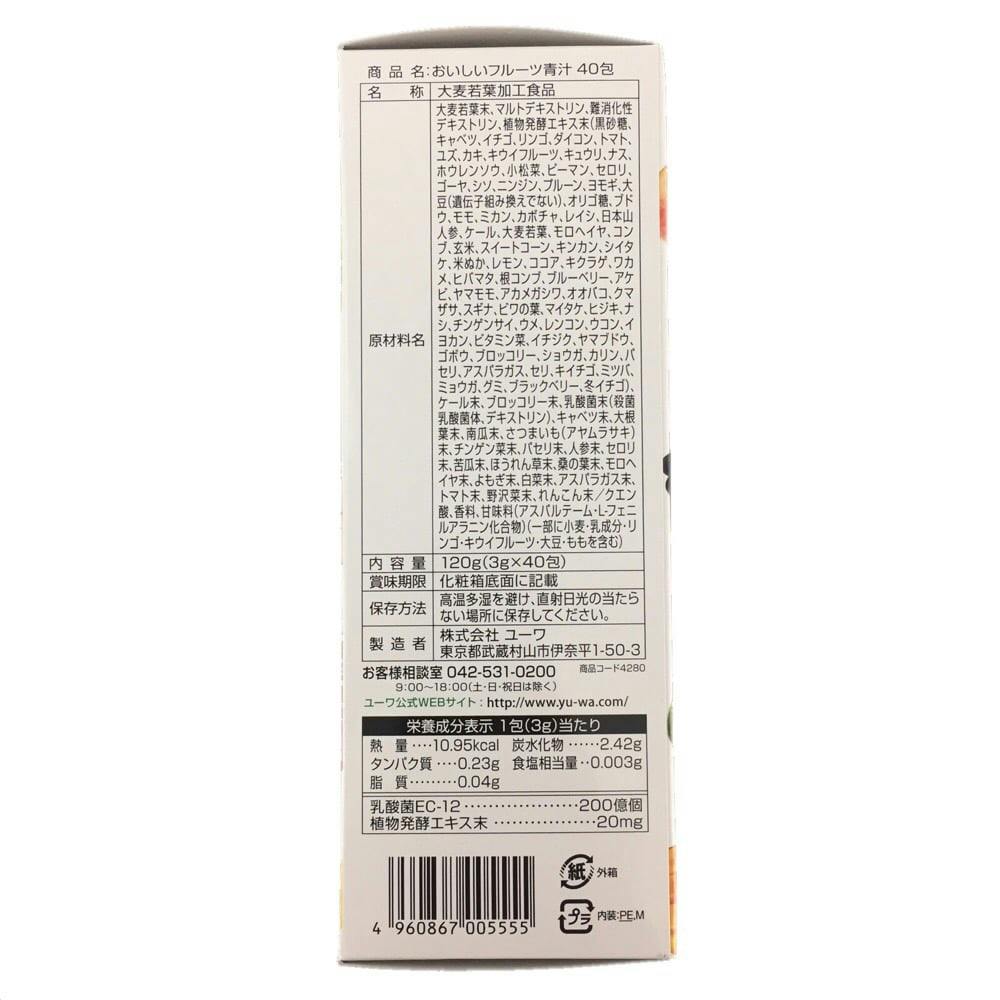 商品名:おいしいフルーツ青汁 40包
名称 大麦若葉加工食品
原材料名
大麦若葉末、マルトデキストリン、難消化性
デキストリン、植物発酵エキス末(黒砂糖、
キャベツ、イチゴ、リンゴ、ダイコン、トマト、
ユズ、カキ、キウイフルーツ、キュウリ、ナス、
ホウレンソウ、小松菜、ピーマン、セロリ、
ゴーヤ、シソ、ニンジン、プルーン、ヨモギ、大
豆(遺伝子組み換えでない)、オリゴ糖、ブド
ウ、モモ、ミカン、カボチャ、レイシ、日本山
人参、ケール、大麦若葉、モロヘイヤ、コン
ブ、玄米、スイートコーン、キンカン、シイタ
ケ、米ぬか、レモン、ココア、キクラゲ、ワカ
メ、ヒバマタ、根コンブ、ブルーベリー、アケ
ビ、ヤマモモ、アカメガシワ、オオバコ、クマ
ザサ、スギナ、ビワの葉、マイタケ、ヒジキ、ナ
シ、チンゲンサイ、ウメ、レンコン、ウコン、イ
ヨカン、ビタミン菜、イチジク、ヤマブドウ、
ゴボウ、ブロッコリー、ショウガ、カリン、パ
セリ、アスパラガス、セリ、キイチゴ、ミツバ、
ミョウガ、グミ、ブラックベリー、冬イチゴ)、
ケール末、ブロッコリー末、乳酸菌末(殺菌
乳酸菌体、デキストリン)、キャベツ末、大根
葉末、南瓜末、さつまいも(アヤムラサキ)
末、チンゲン菜末、パセリ末、人参末、セロリ
末、苦瓜末、ほうれん草末、桑の葉末、モロヘ
イヤ末、よもぎ末、白菜末、アスパラガス末、
トマト末、野沢菜末、れんこん末/クエン
酸、香料、甘味料(アスパルテーム・L-フェニ
ルアラニン化合物)(一部に小麦・乳成分・リ
ンゴ・キウイフルーツ・大豆・ももを含む)
内容量 120g(3g×40包)
賞味期限 化粧箱底面に記載
保存方法 高温多湿を避け、直射日光の当たら
ない場所に保存してください。
製造者 株式会社 ユーワ
東京都武蔵村山市伊奈平1-50-3
お客様相談室 042-531-0200 商品コード4280
9:00〜18:00(土・日・祝日は除く)
ユーワ公式WEBサイト:http://www.yu-wa.com/
栄養成分表示 1包(3g)当たり
熱量‥‥10.95kcal 炭水化物‥‥‥2.42g
タンパク質‥‥0.23g 食塩相当量‥0.003g
脂質‥‥‥‥‥0.04g
乳酸菌EC-12‥‥‥‥‥‥‥‥‥‥200億個
植物発酵エキス末‥‥‥‥‥‥‥‥‥20mg
紙 外箱
プラ 内装:PE,M
4 960867 005555